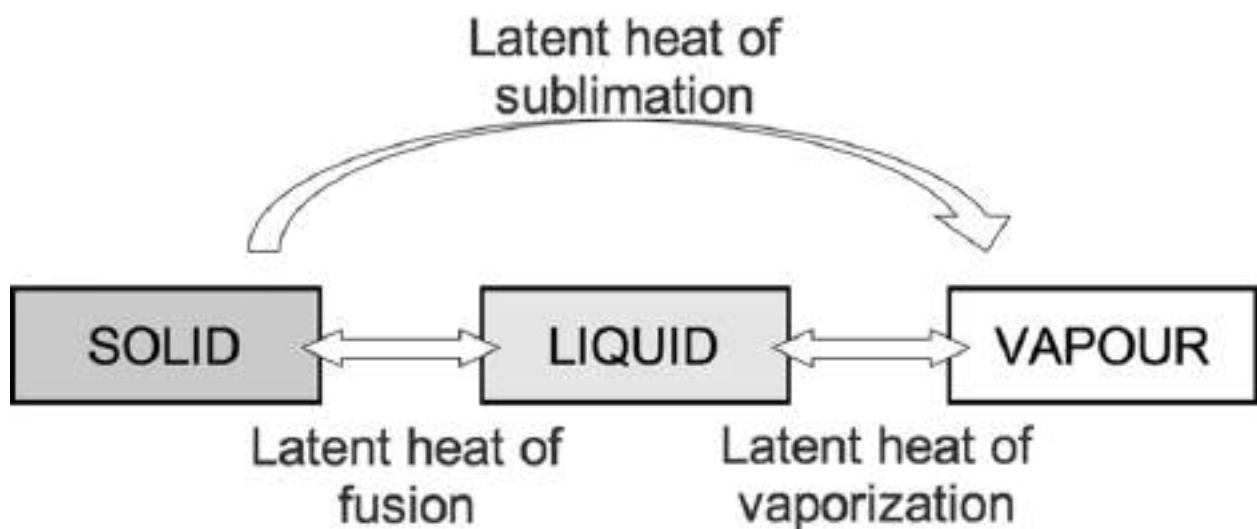 Latent heat of
sublimation
SOLID
LIQUID
VAPOUR
Latent heat of
fusion
Latent heat of
vaporization